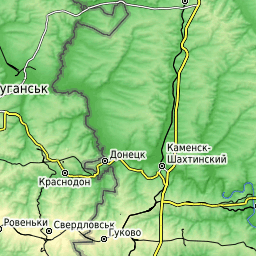 уганськ
Донецк
Каменск-
Шахтинский
Краснодон
Ровеньки
Свердловськ
Гуково